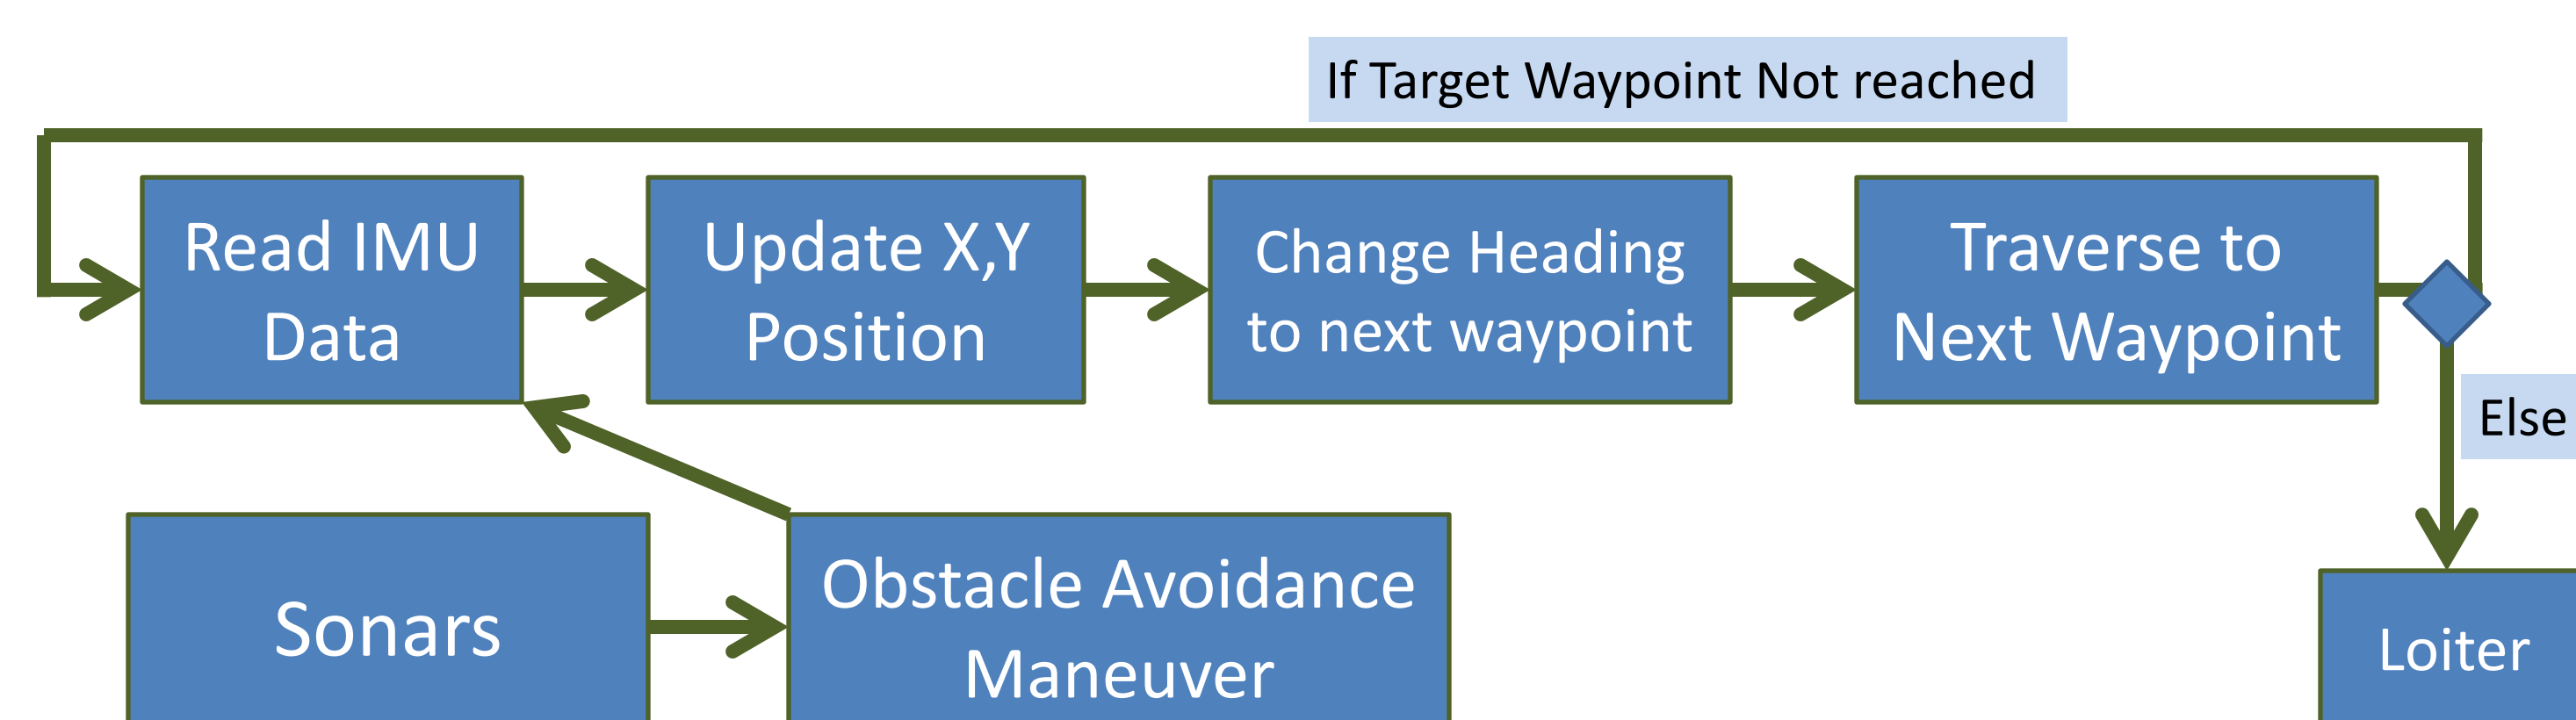 If Target Waypoint Not reached
Read IMU
Data
Update X,Y
Position
Change Heading
to next waypoint
Traverse to
Next Waypoint
Else
Sonars
Obstacle Avoidance
Maneuver
Loiter